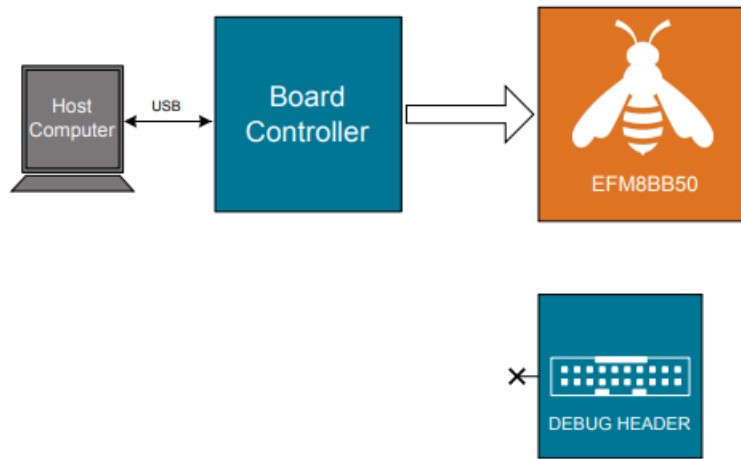 Host
Computer
USB
Board
Controller
EFM8BB50
DEBUG HEADER